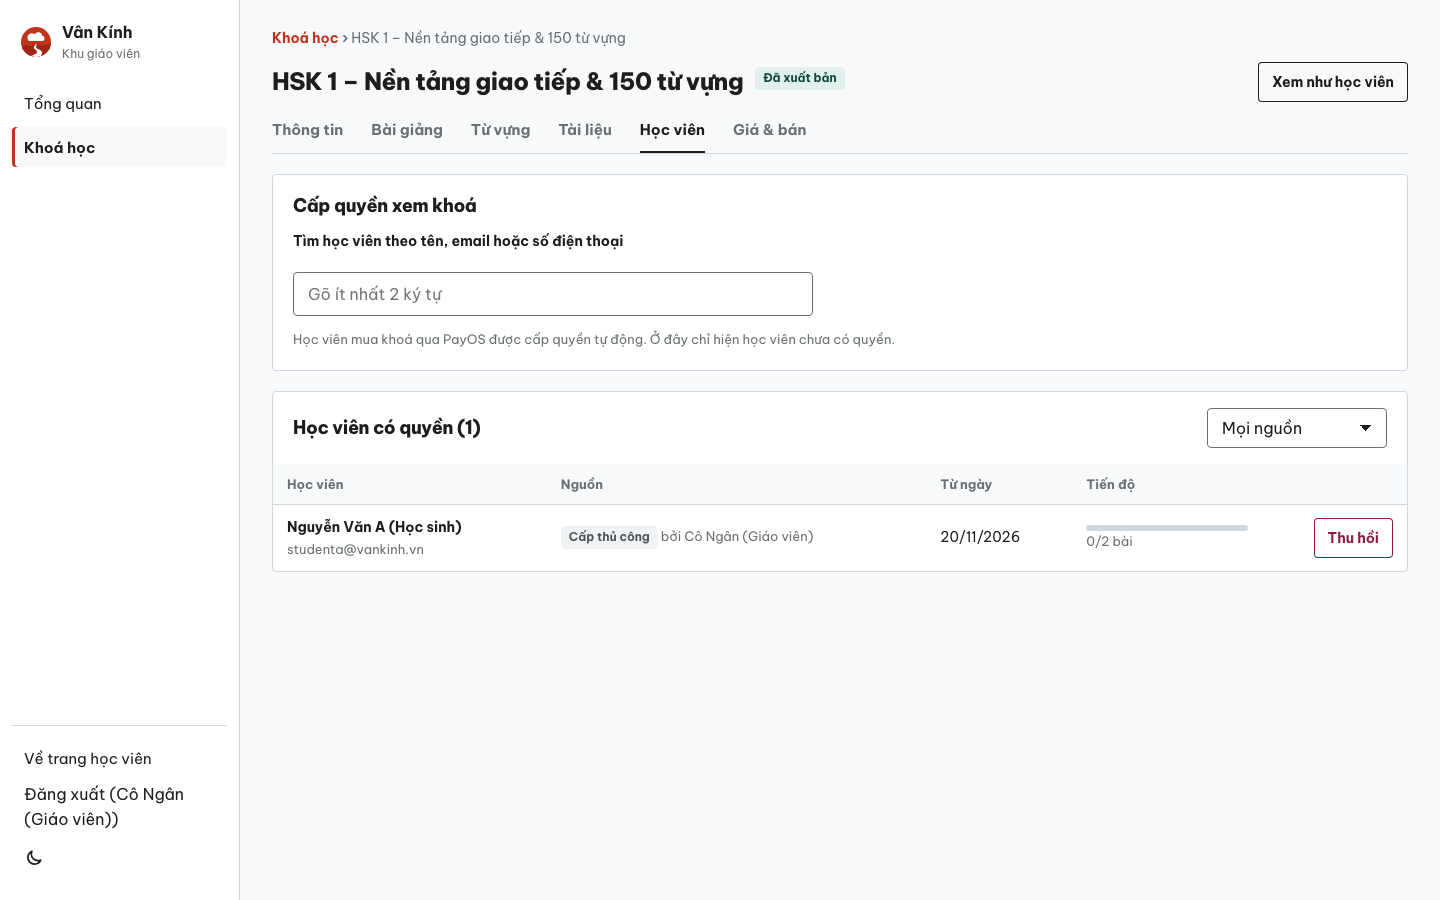 Vân Kính
Khu giáo viên
Tổng quan
Khoá học
Về trang học viên
Đăng xuất (Cô Ngân
(Giáo viên))
Khoá học › HSK 1 – Nền tảng giao tiếp & 150 từ vựng
HSK 1 – Nền tảng giao tiếp & 150 từ vựng
Đã xuất bản
Xem như học viên
Thông tin
Bài giảng
Từ vựng
Tài liệu
Học viên
Giá & bán
Cấp quyền xem khoá
Tìm học viên theo tên, email hoặc số điện thoại
Gõ ít nhất 2 ký tự
Học viên mua khoá qua PayOS được cấp quyền tự động. Ở đây chỉ hiện học viên chưa có quyền.
Học viên có quyền (1)
Mọi nguồn
Học viên
Nguồn
Từ ngày
Tiến độ
Nguyễn Văn A (Học sinh)
studenta@vankinh.vn
Cấp thủ công bởi Cô Ngân (Giáo viên)
20/11/2026
0/2 bài
Thu hồi